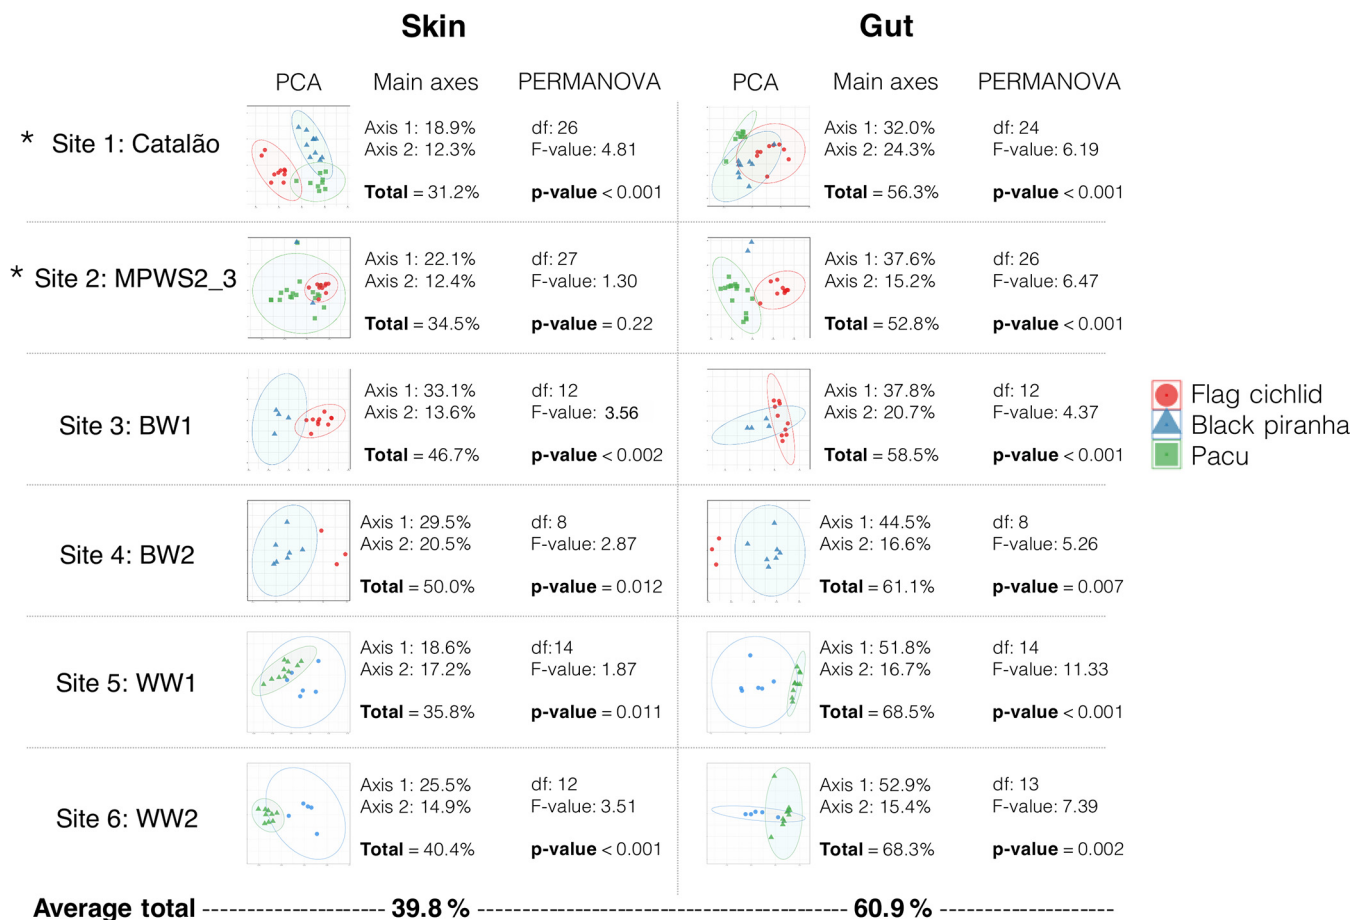 Skin Gut
PCA Main axes PERMANOVA PCA Main axes PERMANOVA
* Site 1: Catalão
Axis 1: 18.9% df: 26 Axis 1: 32.0% df: 24
Axis 2: 12.3% F-value: 4.81 Axis 2: 24.3% F-value: 6.19
Total = 31.2% p-value < 0.001 Total = 56.3% p-value < 0.001
* Site 2: MPWS2_3
Axis 1: 22.1% df: 27 Axis 1: 37.6% df: 26
Axis 2: 12.4% F-value: 1.30 Axis 2: 15.2% F-value: 6.47
Total = 34.5% p-value = 0.22 Total = 52.8% p-value < 0.001
Site 3: BW1
Axis 1: 33.1% df: 12 Axis 1: 37.8% df: 12
Axis 2: 13.6% F-value: 3.56 Axis 2: 20.7% F-value: 4.37
Total = 46.7% p-value < 0.002 Total = 58.5% p-value < 0.001
Flag cichlid
Black piranha
Pacu
Site 4: BW2
Axis 1: 29.5% df: 8 Axis 1: 44.5% df: 8
Axis 2: 20.5% F-value: 2.87 Axis 2: 16.6% F-value: 5.26
Total = 50.0% p-value = 0.012 Total = 61.1% p-value = 0.007
Site 5: WW1
Axis 1: 18.6% df:14 Axis 1: 51.8% df: 14
Axis 2: 17.2% F-value: 1.87 Axis 2: 16.7% F-value: 11.33
Total = 35.8% p-value = 0.011 Total = 68.5% p-value < 0.001
Site 6: WW2
Axis 1: 25.5% df: 12 Axis 1: 52.9% df: 13
Axis 2: 14.9% F-value: 3.51 Axis 2: 15.4% F-value: 7.39
Total = 40.4% p-value < 0.001 Total = 68.3% p-value = 0.002
Average total 39.8 % 60.9 %